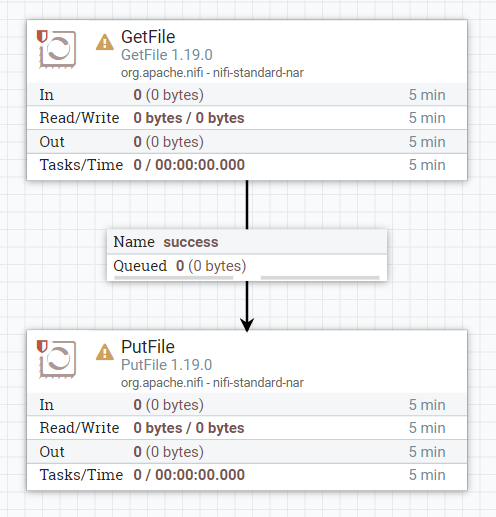 GetFile
GetFile 1.19.0
org.apache.nifi - nifi-standard-nar
In 0 (0 bytes) 5 min
Read/Write 0 bytes / 0 bytes 5 min
Out 0 (0 bytes) 5 min
Tasks/Time 0 / 00:00:00.000 5 min
Name success
Queued 0 (0 bytes)
PutFile
PutFile 1.19.0
org.apache.nifi - nifi-standard-nar
In 0 (0 bytes) 5 min
Read/Write 0 bytes / 0 bytes 5 min
Out 0 (0 bytes) 5 min
Tasks/Time 0 / 00:00:00.000 5 min